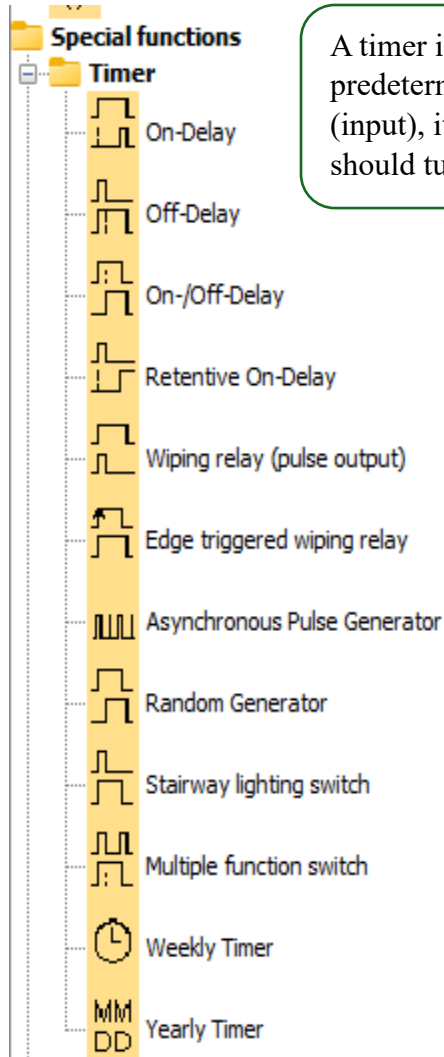 Special functions
Timer
On-Delay
Off-Delay
On-/Off-Delay
Retentive On-Delay
Wiping relay (pulse output)
Edge triggered wiping relay
Asynchronous Pulse Generator
Random Generator
Stairway lighting switch
Multiple function switch
Weekly Timer
MM
DD
Yearly Timer
A timer i
predetern
(input), i
should tu